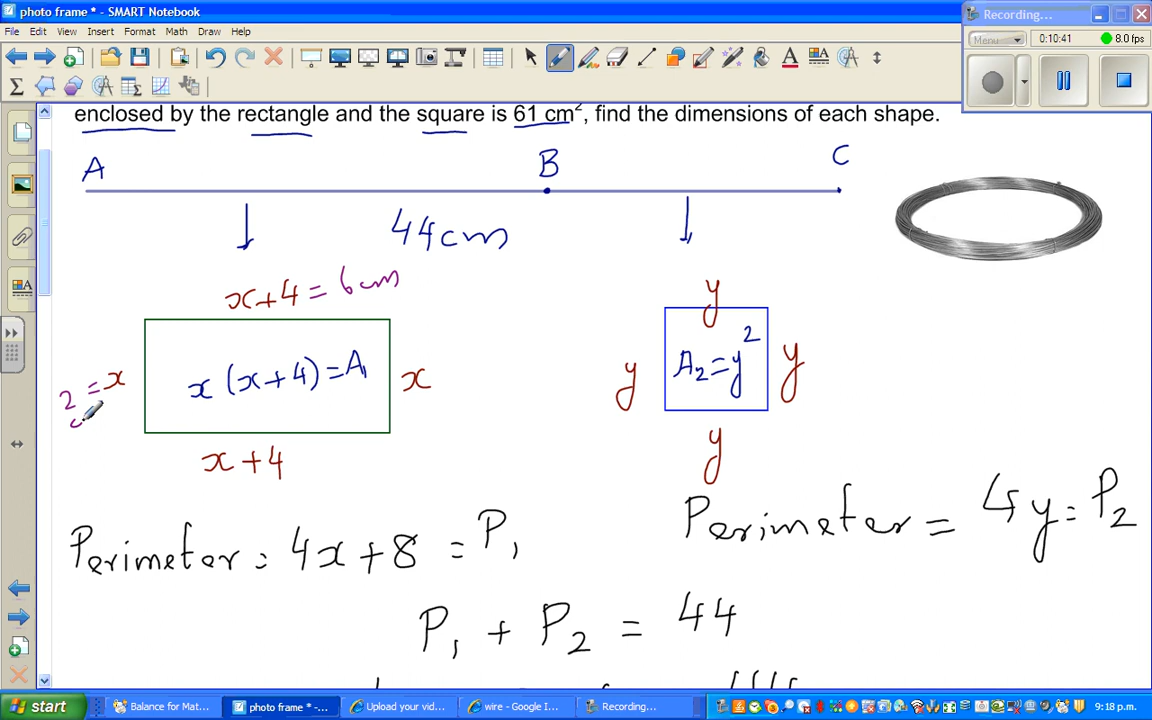 photo frame * - SMART Notebook
Recording...
File Edit View Insert Format Math Draw Help
Menu
0:10:41
8.0 fps
enclosed by the rectangle and the square is 61 cm², find the dimensions of each shape.
A B C
44cm
x+4 = 6cm
y
2 = x
x(x+4)=A₁
x
y
A₂=y²
y
x+4
y
Perimeter = 4y = P₂
Perimeter = 4x+8 = P₁
P₁ + P₂ = 44
start
Balance for Mat...
photo frame * -...
Upload your vid...
wire - Google I...
Recording...
9:18 p.m.